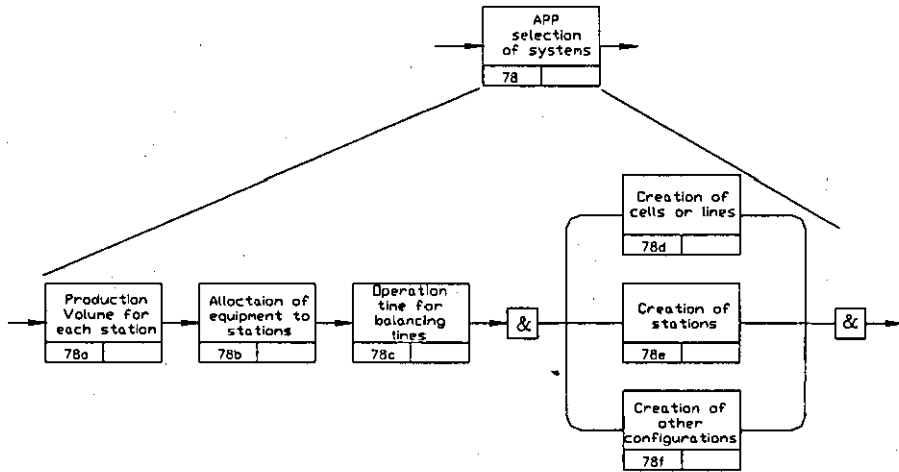 APP
selection
of systems
78
Creation of
cells or lines
78d
Production
Volume for
each station
78a
Alloctaion of
equipment to
stations
78b
Operation
time for
balancing
lines
78c
&
Creation
of
stations
78e
&
Creation of
other
configurations
78f